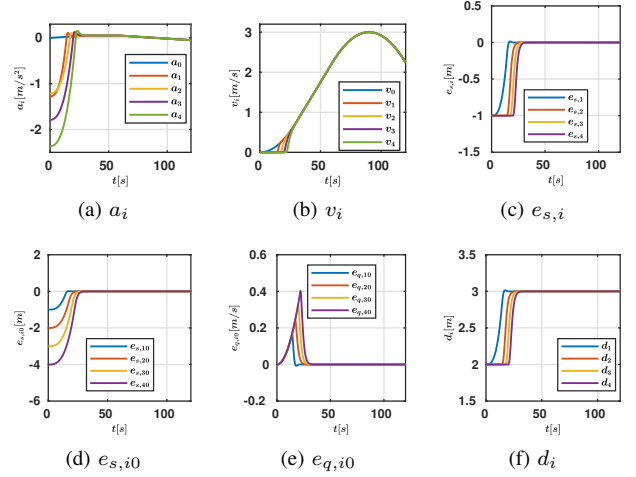 0
-1
-2
a_i[m/s²]
0
50
100
t[s]
a_0
a_1
a_2
a_3
a_4
(a) a_i
3
2
1
0
v_i[m/s]
0
50
100
t[s]
v_0
v_1
v_2
v_3
v_4
(b) v_i
0.5
0
-0.5
-1
-1.5
e_{s,i}[m]
0
50
100
t[s]
e_{s,1}
e_{s,2}
e_{s,3}
e_{s,4}
(c) e_{s,i}
2
0
-2
-4
-6
e_{s,i0}[m]
0
50
100
t[s]
e_{s,10}
e_{s,20}
e_{s,30}
e_{s,40}
(d) e_{s,i0}
0.6
0.4
0.2
0
-0.2
e_{q,i0}[m/s]
0
50
100
t[s]
e_{q,10}
e_{q,20}
e_{q,30}
e_{q,40}
(e) e_{q,i0}
3.5
3
2.5
2
1.5
d_i[m]
0
50
100
t[s]
d_1
d_2
d_3
d_4
(f) d_i